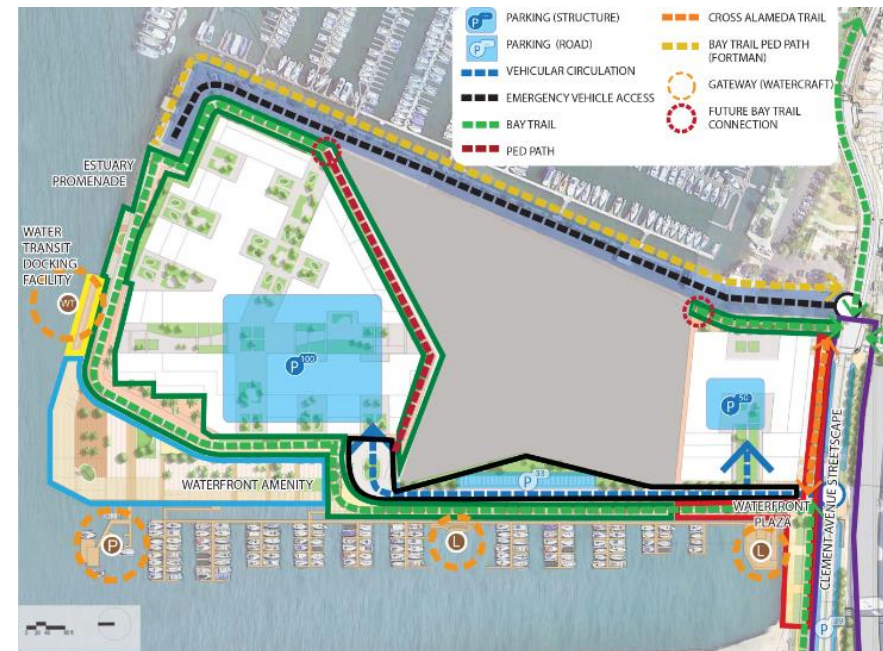 P
PARKING (STRUCTURE)
P
PARKING (ROAD)
VEHICULAR CIRCULATION
EMERGENCY VEHICLE ACCESS
BAY TRAIL
PED PATH
CROSS ALAMEDA TRAIL
BAY TRAIL PED PATH
(FORTMAN)
GATEWAY (WATERCRAFT)
FUTURE BAY TRAIL
CONNECTION
ESTUARY
PROMENADE
WATER
TRANSIT
DOCKING
FACILITY
WT
P 100
P 50
P 33
WATERFRONT AMENITY
WATERFRONT
PLAZA
CLEMENT AVENUE STREETSCAPE
P
L
L
P